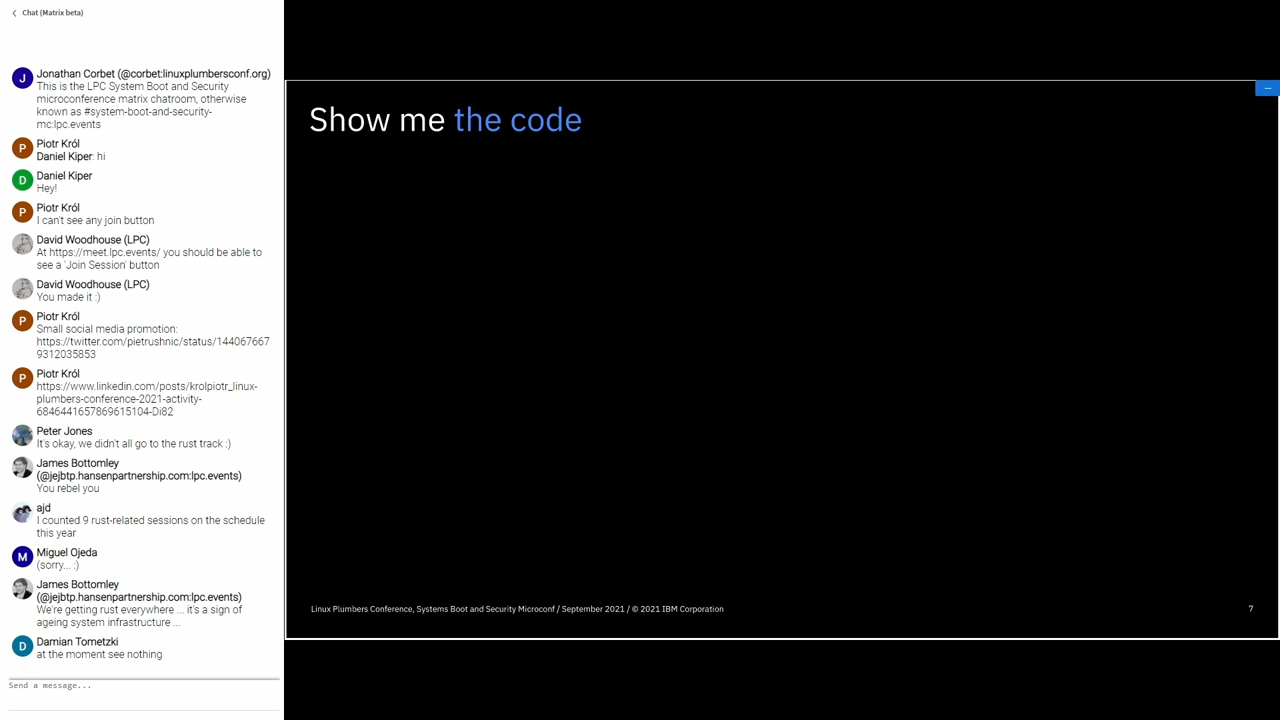 Chat (Matrix beta)
Jonathan Corbet (@corbet:linuxplumbersconf.org)
This is the LPC System Boot and Security
microconference matrix chatroom, otherwise
known as #system-boot-and-security-
mc:lpc.events
Piotr Król
Daniel Kiper: hi
Daniel Kiper
Hey!
Piotr Król
I can't see any join button
David Woodhouse (LPC)
At https://meet.lpc.events/ you should be able to
see a 'Join Session' button
David Woodhouse (LPC)
You made it :)
Piotr Król
Small social media promotion:
https://twitter.com/pietrushnic/status/144067667
9312035853
Piotr Król
https://www.linkedin.com/posts/krolpiotr_linux-
plumbers-conference-2021-activity-
6846441657869615104-Di82
Peter Jones
It's okay, we didn't all go to the rust track :)
James Bottomley
(@jejbtp.hansenpartnership.com:lpc.events)
You rebel you
ajd
I counted 9 rust-related sessions on the schedule
this year
Miguel Ojeda
(sorry... :)
James Bottomley
(@jejbtp.hansenpartnership.com:lpc.events)
We're getting rust everywhere ... it's a sign of
ageing system infrastructure ...
Damian Tometzki
at the moment see nothing
Send a message...
Show me the code
Linux Plumbers Conference, Systems Boot and Security Microconf / September 2021 / © 2021 IBM Corporation
7
J
P
D
P
P
P
M
D